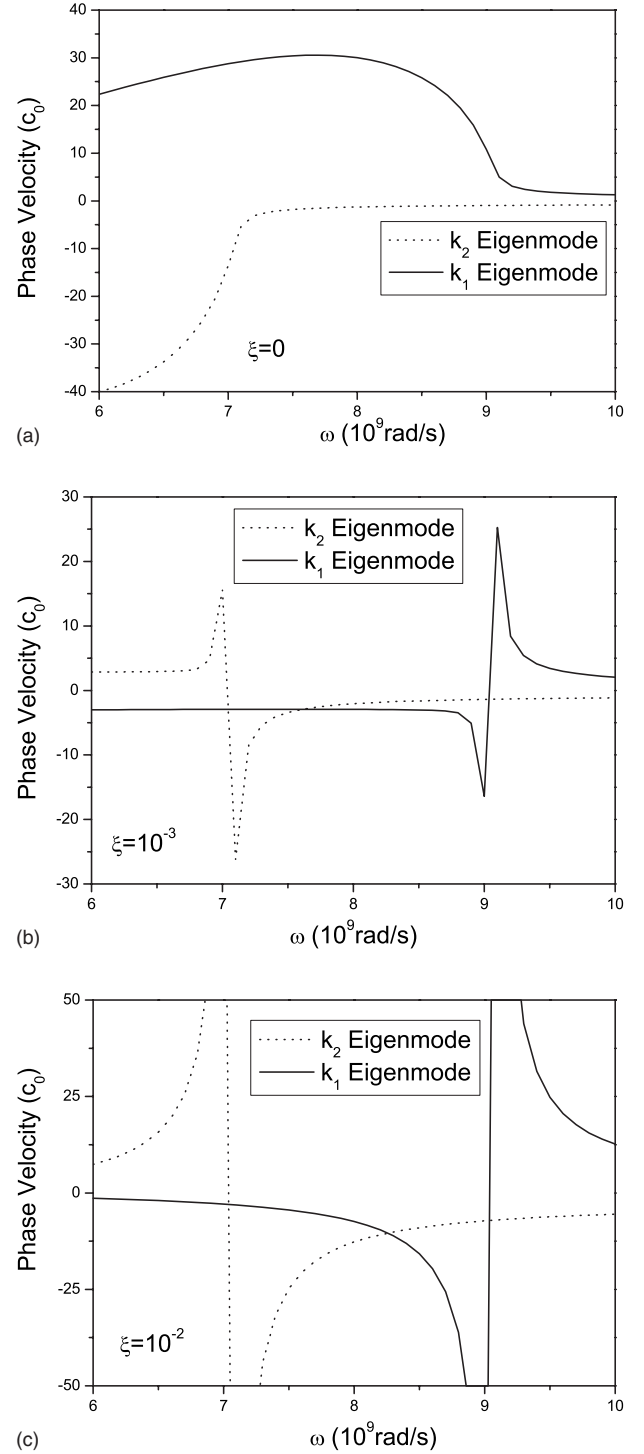 40
30
20
10
0
-10
-20
-30
-40
Phase Velocity (c₀)
k₂ Eigenmode
k₁ Eigenmode
ξ=0
6 7 8 9 10
(a)
ω (10⁹rad/s)
30
20
10
0
-10
-20
-30
Phase Velocity (c₀)
k₂ Eigenmode
k₁ Eigenmode
ξ=10⁻³
6 7 8 9 10
(b)
ω (10⁹rad/s)
50
25
0
-25
-50
Phase Velocity (c₀)
k₂ Eigenmode
k₁ Eigenmode
ξ=10⁻²
6 7 8 9 10
(c)
ω (10⁹rad/s)